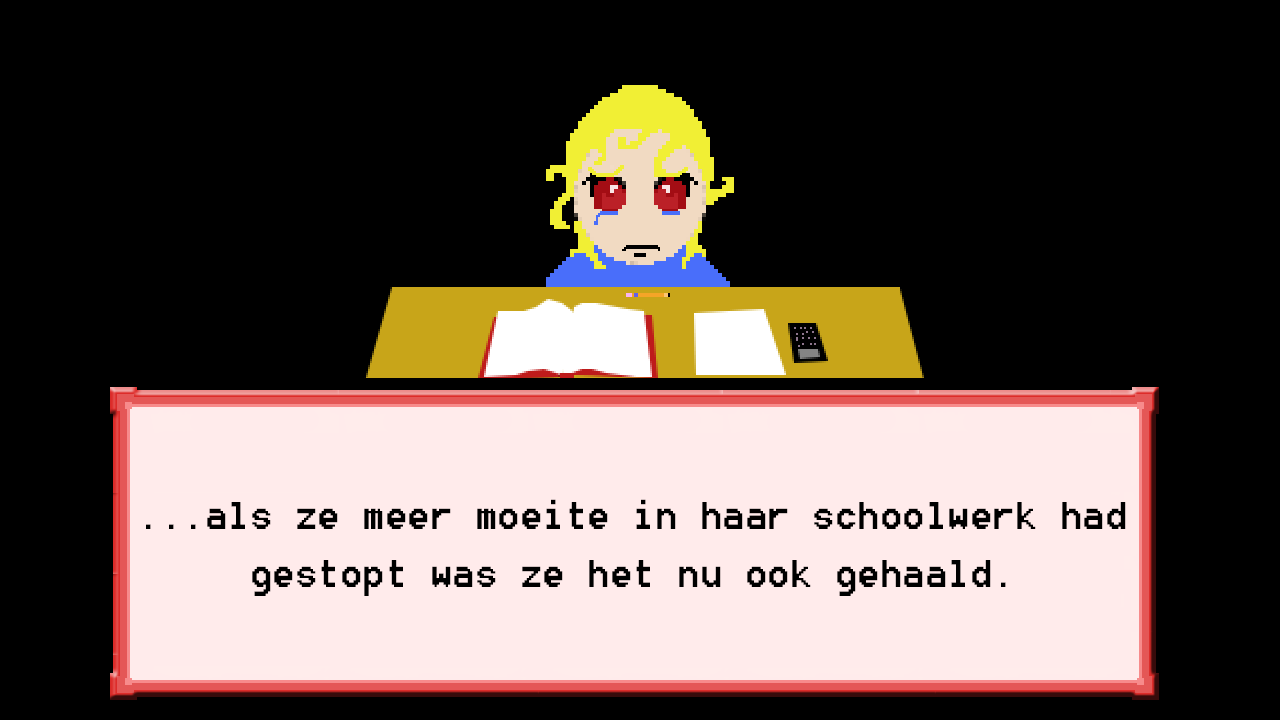 ...als ze meer moeite in haar schoolwerk had
gestopt was ze het nu ook gehaald.